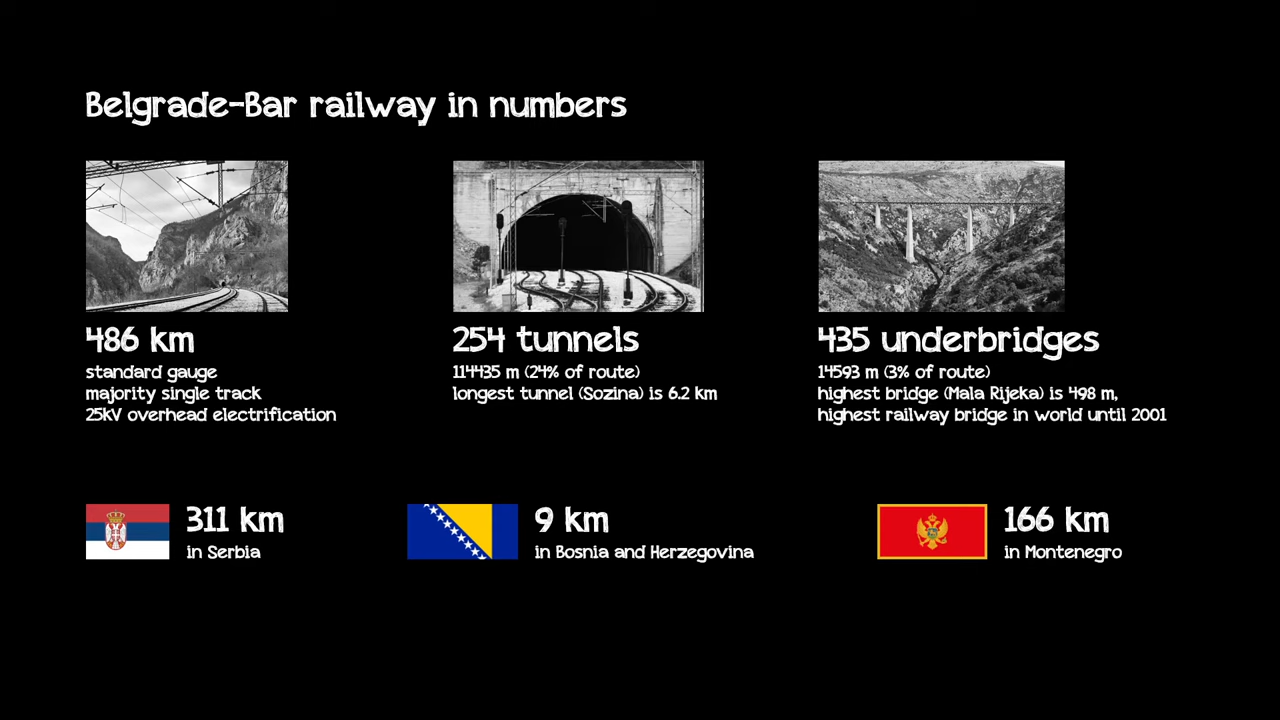 Belgrade-Bar railway in numbers
486 km
standard gauge
majority single track
25kV overhead electrification
254 tunnels
114435 m (24% of route)
longest tunnel (Sozina) is 6.2 km
435 underbridges
14593 m (3% of route)
highest bridge (Mala Rijeka) is 498 m,
highest railway bridge in world until 2001
311 km
in Serbia
9 km
in Bosnia and Herzegovina
166 km
in Montenegro